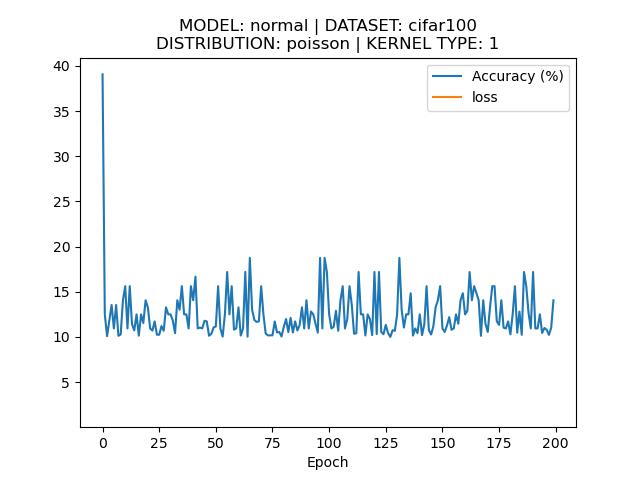 MODEL: normal | DATASET: cifar100
DISTRIBUTION: poisson | KERNEL TYPE: 1
Accuracy (%)
loss
40
35
30
25
20
15
10
5
0 25 50 75 100 125 150 175 200
Epoch